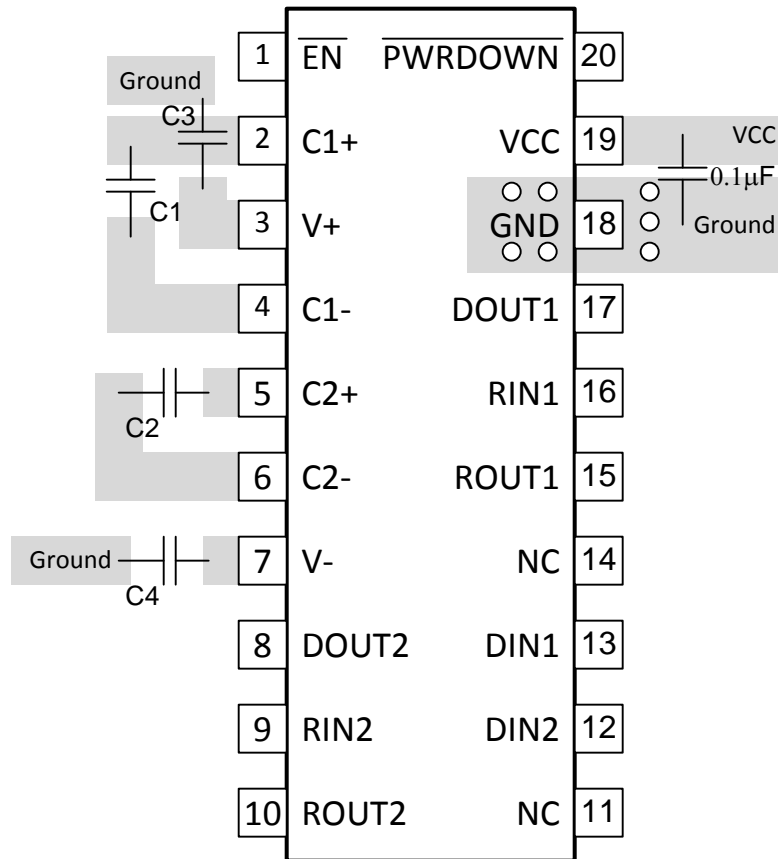 1 EN PWRDOWN 20
Ground
C3
2 C1+ VCC 19 VCC
0.1µF
C1
3 V+ GND 18 Ground
4 C1- DOUT1 17
5 C2+ RIN1 16
C2
6 C2- ROUT1 15
Ground 7 V- NC 14
C4
8 DOUT2 DIN1 13
9 RIN2 DIN2 12
10 ROUT2 NC 11